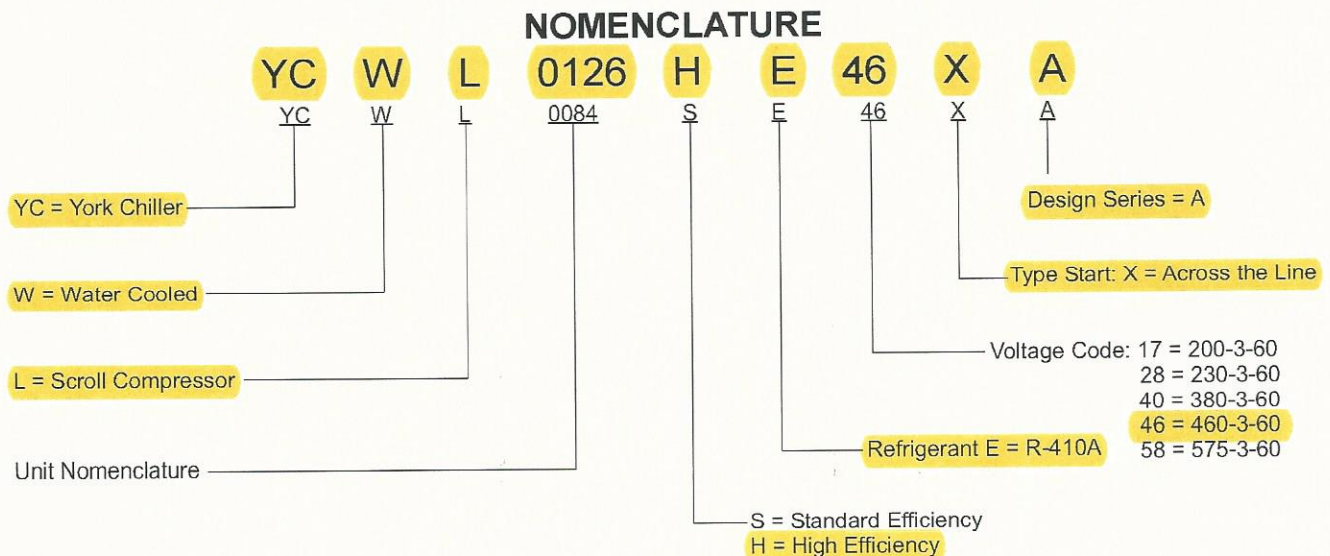 NOMENCLATURE
YC W L 0126 H E 46 X A
YC W L 0084 S E 46 X A
YC = York Chiller
Design Series = A
W = Water Cooled
Type Start: X = Across the Line
L = Scroll Compressor
Voltage Code: 17 = 200-3-60
28 = 230-3-60
40 = 380-3-60
46 = 460-3-60
58 = 575-3-60
Refrigerant E = R-410A
Unit Nomenclature
S = Standard Efficiency
H = High Efficiency